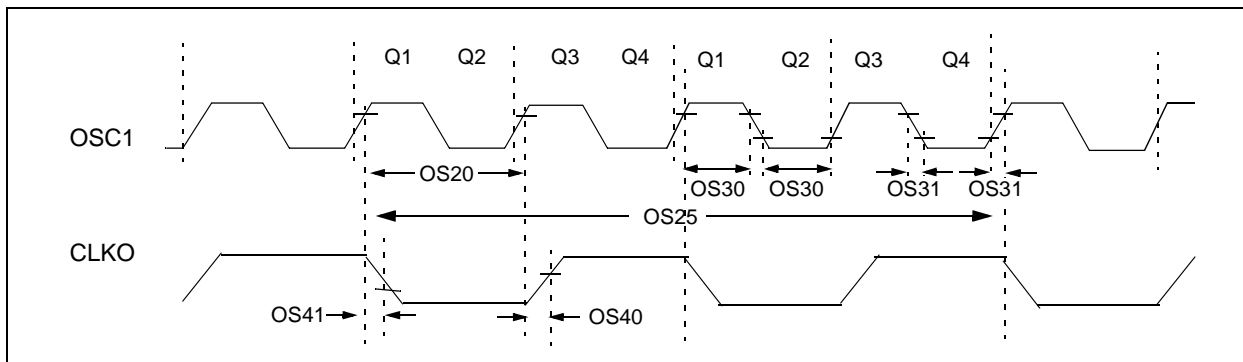 Q1 Q2 Q3 Q4 Q1 Q2 Q3 Q4
OSC1
OS20 OS30 OS30 OS31 OS31
OS25
CLKO
OS41 OS40